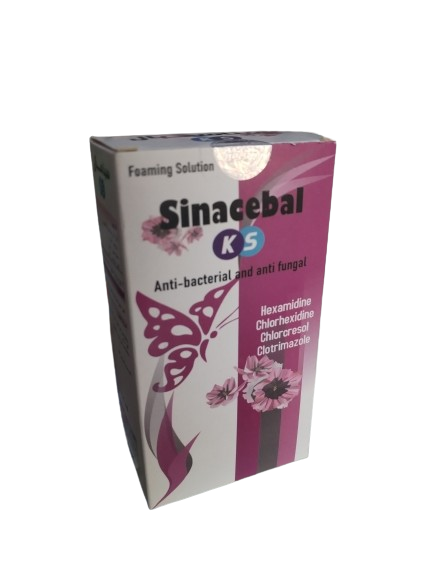 Foaming Solution
Sinacebal
KS
Anti-bacterial and anti fungal
Hexamidine
Chlorhexidine
Chlorcresol
Clotrimazole